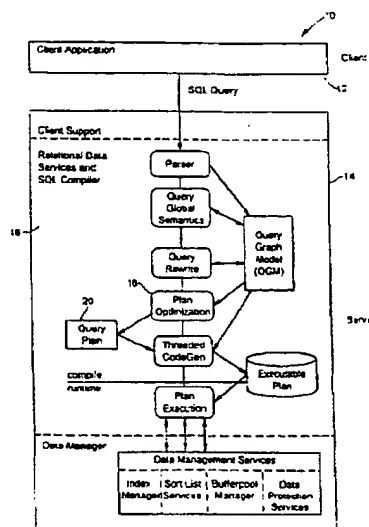 10
Client Application
Client
12
SQL Query
Client Support
Relational Data
Services and
SQL Compiler
14
16
Parser
Query
Global
Semantics
Query
Graph
Model
(QGM)
Query
Rewrite
18
Plan
Optimization
20
Query
Plan
Server
Threaded
CodeGen
compile
runtime
Executable
Plan
Plan
Execution
Data Manager
Data Management Services
Index
Manager
Sort List
Services
Bufferpool
Manager
Data
Protection
Services